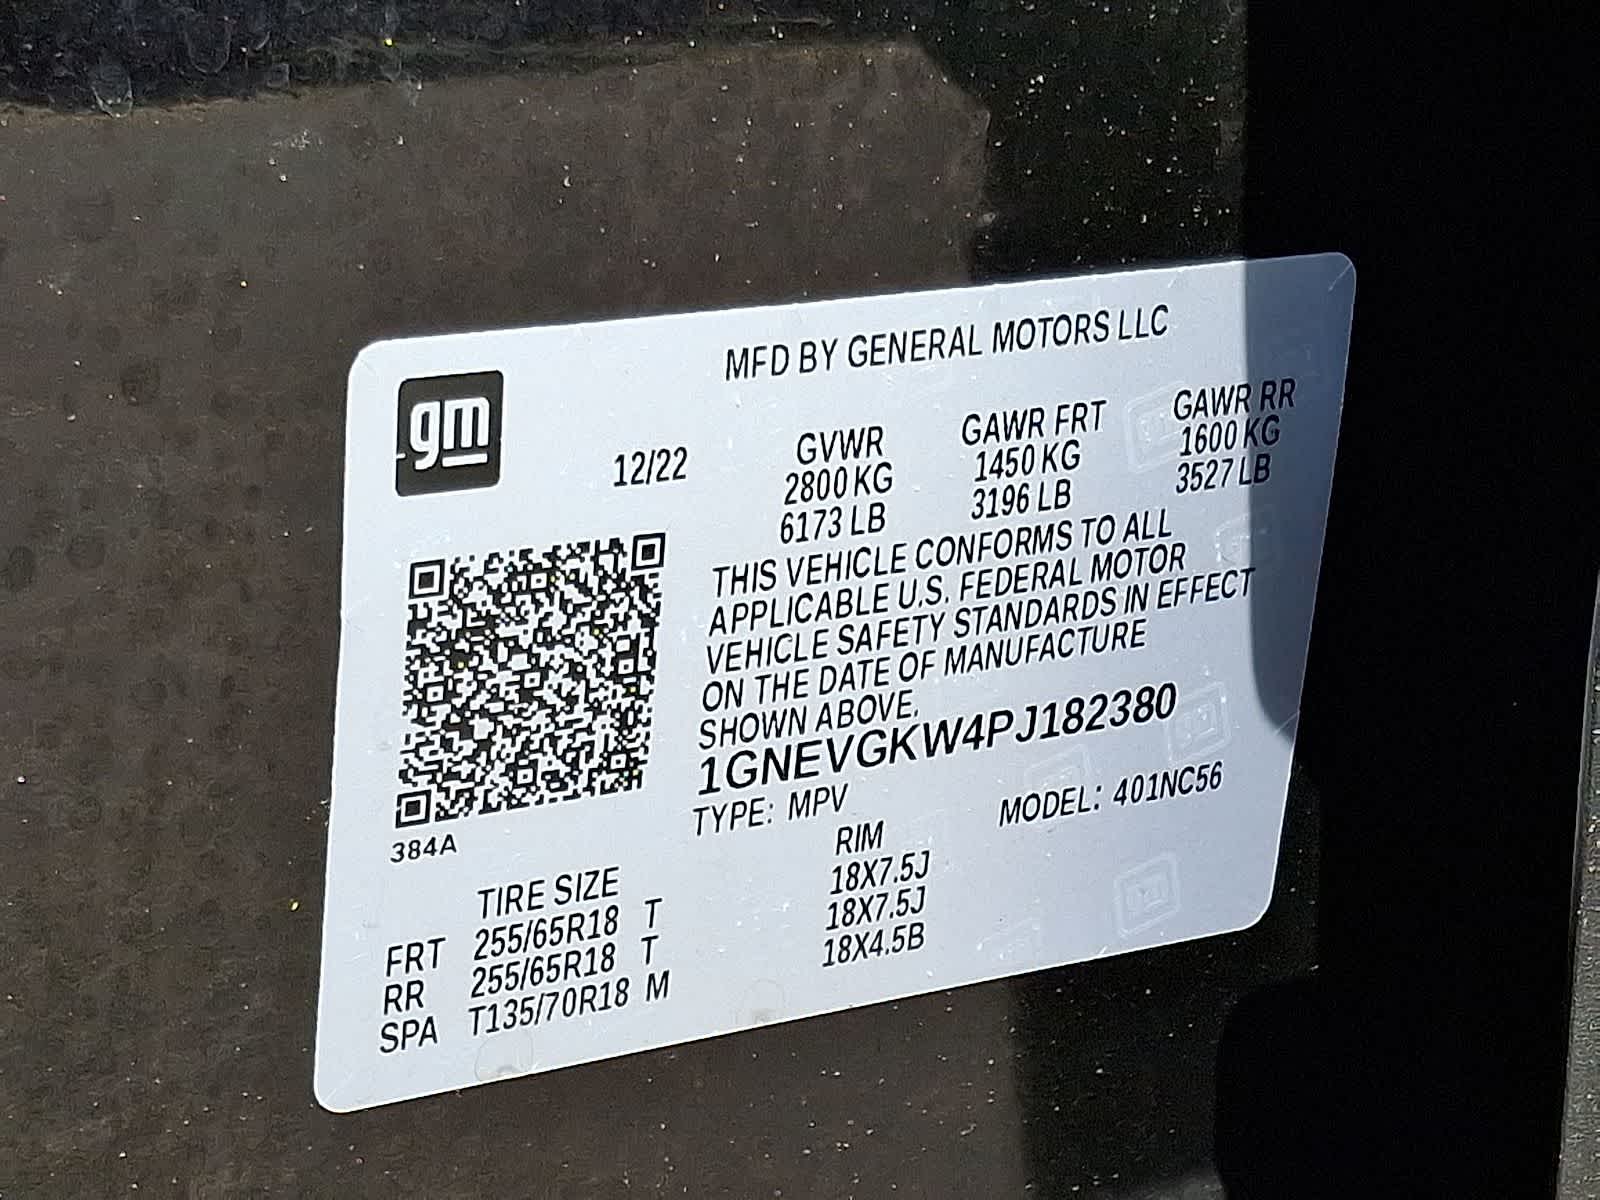 gm
MFD BY GENERAL MOTORS LLC
12/22
GVWR
2800 KG
6173 LB
GAWR FRT
1450 KG
3196 LB
GAWR RR
1600 KG
3527 LB
THIS VEHICLE CONFORMS TO ALL
APPLICABLE U.S. FEDERAL MOTOR
VEHICLE SAFETY STANDARDS IN EFFECT
ON THE DATE OF MANUFACTURE
SHOWN ABOVE.
1GNEVGKW4PJ182380
TYPE: MPV
MODEL: 401NC56
384A
TIRE SIZE RIM
FRT 255/65R18 T 18X7.5J
RR 255/65R18 T 18X7.5J
SPA T135/70R18 M 18X4.5B